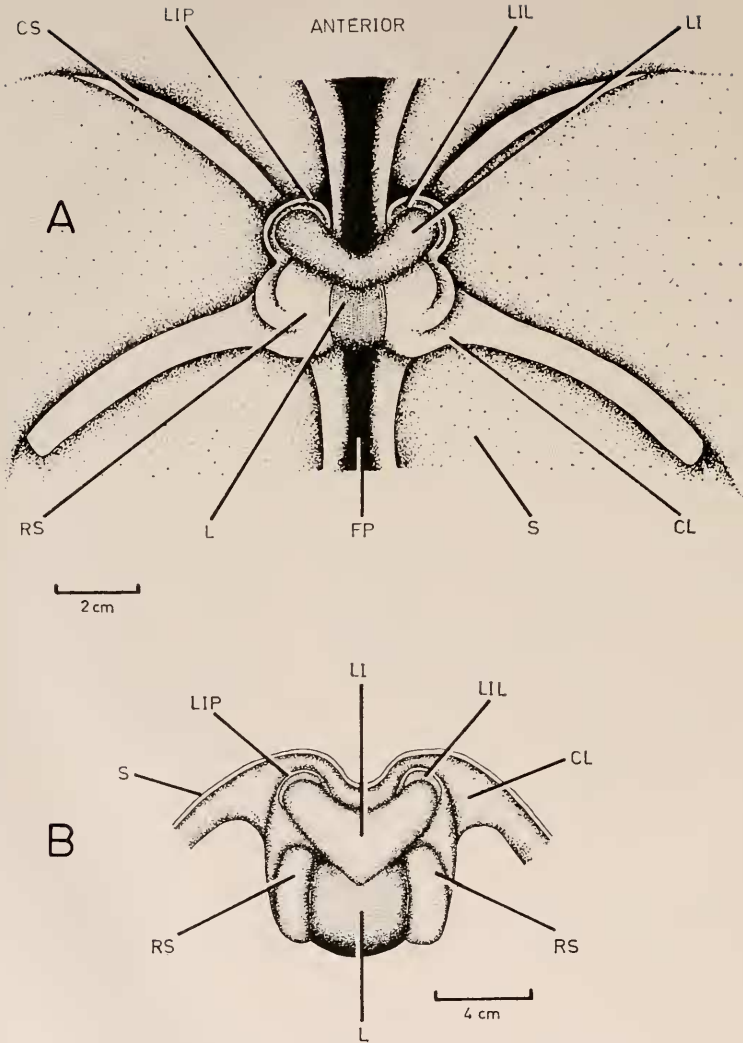 CS LIP ANTERIOR LIL LI
A
RS L FP S CL
2 cm
LI
LIP LIL
S CL
B
RS RS
4 cm
L